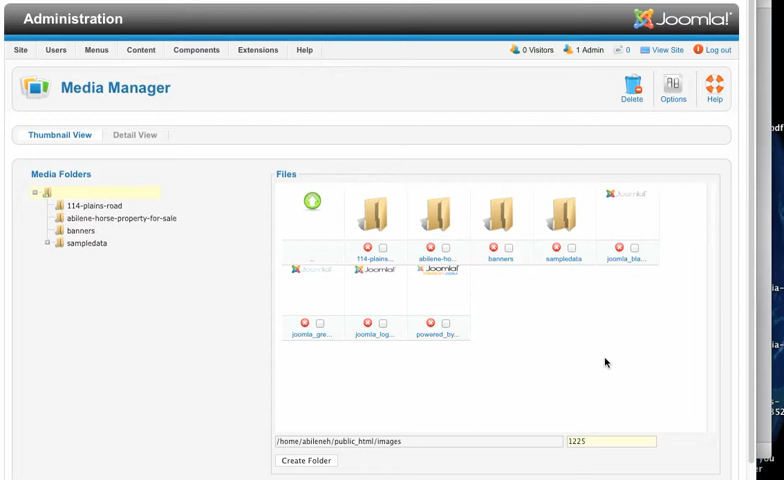 Administration
Joomla!
Site Users Menus Content Components Extensions Help
0 Visitors 1 Admin 0 View Site Log out
Media Manager
Delete Options Help
Thumbnail View Detail View
Media Folders
114-plains-road
abilene-horse-property-for-sale
banners
sampledata
Files
Joomla!
..
114-plains...
abilene-ho...
banners
sampledata
joomla_bla...
Joomla!
Joomla!
Joomla!
joomla_gre...
joomla_log...
powered_by...
/home/abileneh/public_html/images
1225
Create Folder